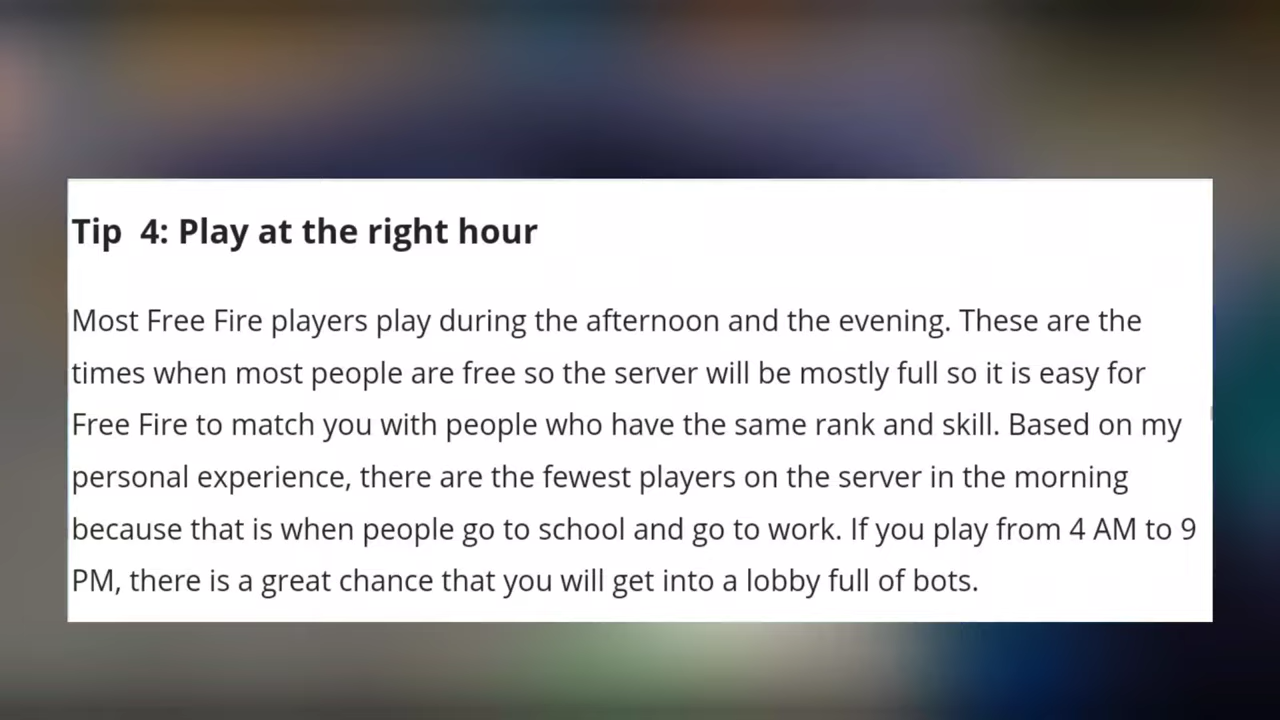 Tip  4: Play at the right hour
Most Free Fire players play during the afternoon and the evening. These are the
times when most people are free so the server will be mostly full so it is easy for
Free Fire to match you with people who have the same rank and skill. Based on my
personal experience, there are the fewest players on the server in the morning
because that is when people go to school and go to work. If you play from 4 AM to 9
PM, there is a great chance that you will get into a lobby full of bots.